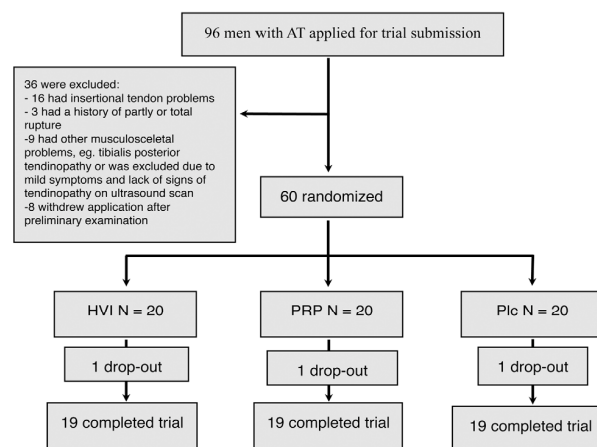 96 men with AT applied for trial submission
36 were excluded:
- 16 had insertional tendon problems
- 3 had a history of partly or total
rupture
-9 had other musculosceletal
problems, eg. tibialis posterior
tendinopathy or was excluded due to
mild symptoms and lack of signs of
tendinopathy on ultrasound scan
-8 withdrew application after
preliminary examination
60 randomized
HVI N = 20
PRP N = 20
Plc N = 20
1 drop-out
1 drop-out
1 drop-out
19 completed trial
19 completed trial
19 completed trial